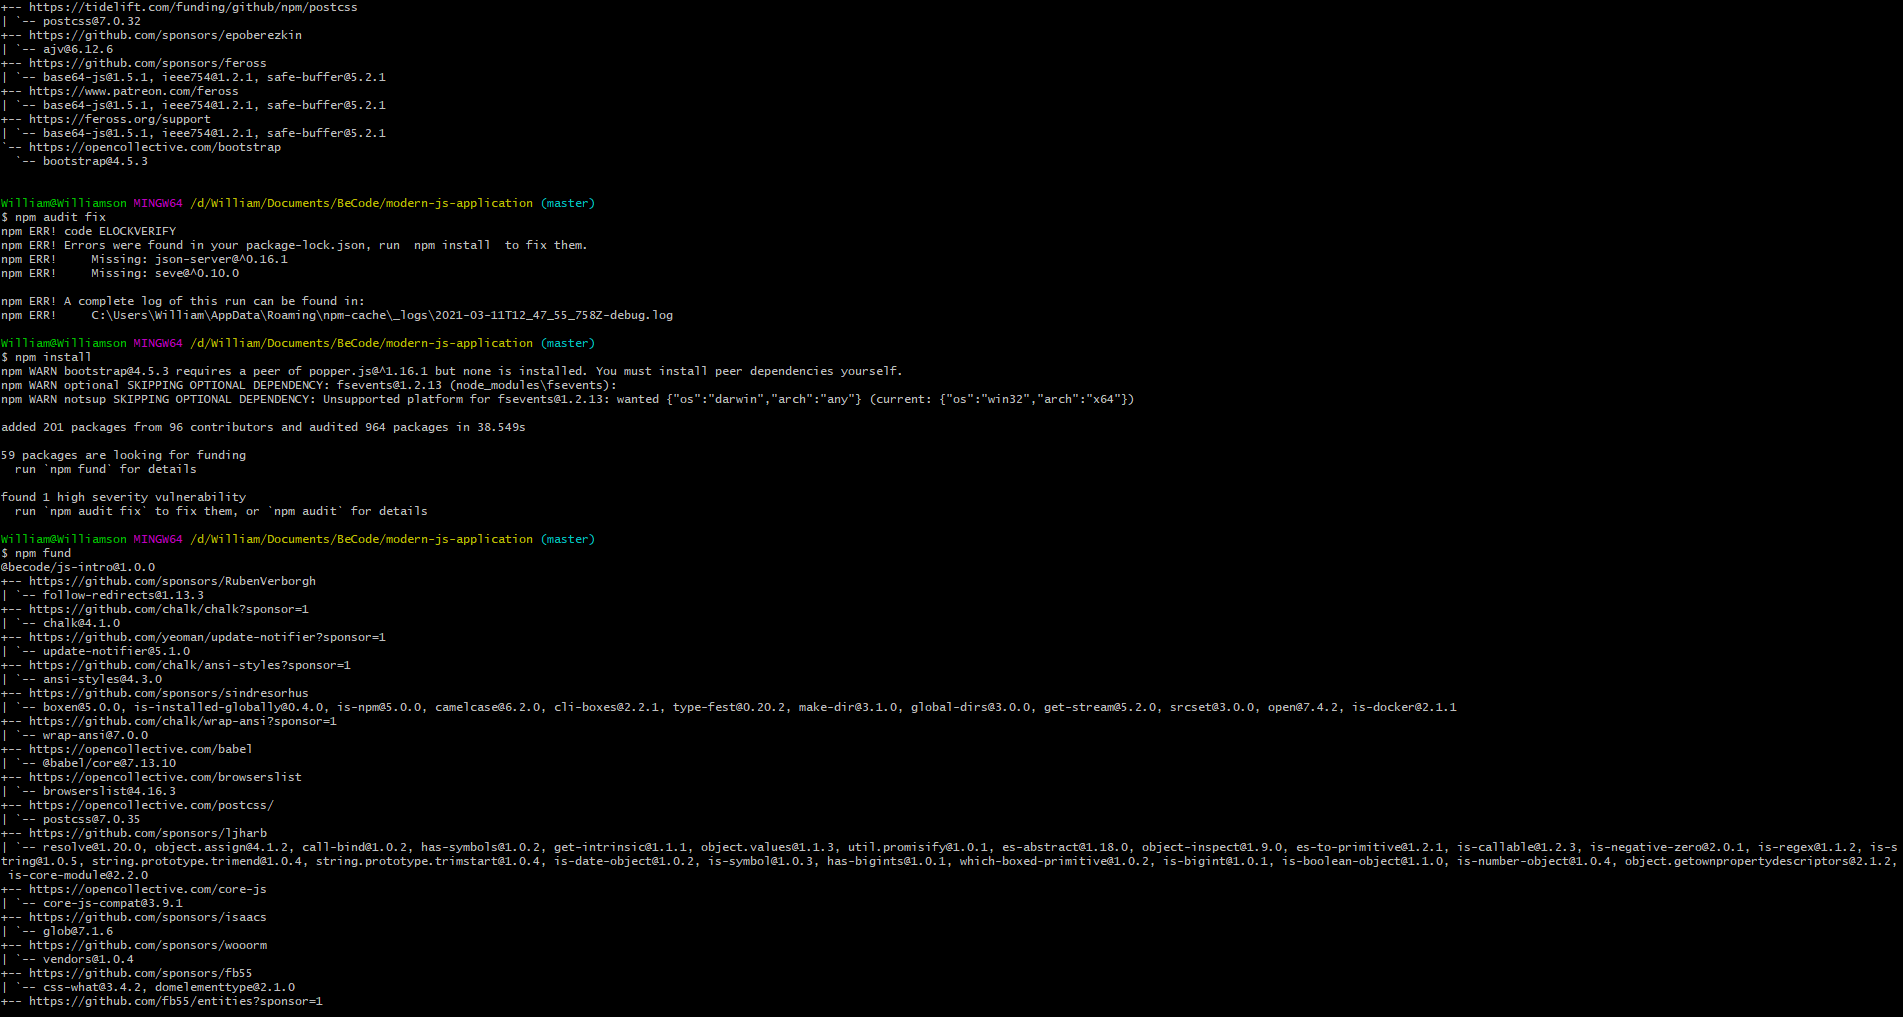 +-- https://tidelift.com/funding/github/npm/postcss
| `-- postcss@7.0.32
+-- https://github.com/sponsors/epoberezkin
| `-- ajv@6.12.6
+-- https://github.com/sponsors/feross
| `-- base64-js@1.5.1, ieee754@1.2.1, safe-buffer@5.2.1
+-- https://www.patreon.com/feross
| `-- base64-js@1.5.1, ieee754@1.2.1, safe-buffer@5.2.1
+-- https://feross.org/support
| `-- base64-js@1.5.1, ieee754@1.2.1, safe-buffer@5.2.1
`-- https://opencollective.com/bootstrap
  `-- bootstrap@4.5.3
William@Williamson MINGW64 /d/William/Documents/BeCode/modern-js-application (master)
$ npm audit fix
npm ERR! code ELOCKVERIFY
npm ERR! Errors were found in your package-lock.json, run  npm install  to fix them.
npm ERR!     Missing: json-server@^0.16.1
npm ERR!     Missing: seve@^0.10.0
npm ERR! A complete log of this run can be found in:
npm ERR!     C:\Users\William\AppData\Roaming\npm-cache\_logs\2021-03-11T12_47_55_758Z-debug.log
William@Williamson MINGW64 /d/William/Documents/BeCode/modern-js-application (master)
$ npm install
npm WARN bootstrap@4.5.3 requires a peer of popper.js@^1.16.1 but none is installed. You must install peer dependencies yourself.
npm WARN optional SKIPPING OPTIONAL DEPENDENCY: fsevents@1.2.13 (node_modules\fsevents):
npm WARN notsup SKIPPING OPTIONAL DEPENDENCY: Unsupported platform for fsevents@1.2.13: wanted {"os":"darwin","arch":"any"} (current: {"os":"win32","arch":"x64"})
added 201 packages from 96 contributors and audited 964 packages in 38.549s
59 packages are looking for funding
  run `npm fund` for details
found 1 high severity vulnerability
  run `npm audit fix` to fix them, or `npm audit` for details
William@Williamson MINGW64 /d/William/Documents/BeCode/modern-js-application (master)
$ npm fund
@becode/js-intro@1.0.0
+-- https://github.com/sponsors/RubenVerborgh
| `-- follow-redirects@1.13.3
+-- https://github.com/chalk/chalk?sponsor=1
| `-- chalk@4.1.0
+-- https://github.com/yeoman/update-notifier?sponsor=1
| `-- update-notifier@5.1.0
+-- https://github.com/chalk/ansi-styles?sponsor=1
| `-- ansi-styles@4.3.0
+-- https://github.com/sponsors/sindresorhus
| `-- boxen@5.0.0, is-installed-globally@0.4.0, is-npm@5.0.0, camelcase@6.2.0, cli-boxes@2.2.1, type-fest@0.20.2, make-dir@3.1.0, global-dirs@3.0.0, get-stream@5.2.0, srcset@3.0.0, open@7.4.2, is-docker@2.1.1
+-- https://github.com/chalk/wrap-ansi?sponsor=1
| `-- wrap-ansi@7.0.0
+-- https://opencollective.com/babel
| `-- @babel/core@7.13.10
+-- https://opencollective.com/browserslist
| `-- browserslist@4.16.3
+-- https://opencollective.com/postcss/
| `-- postcss@7.0.35
+-- https://github.com/sponsors/ljharb
| `-- resolve@1.20.0, object.assign@4.1.2, call-bind@1.0.2, has-symbols@1.0.2, get-intrinsic@1.1.1, object.values@1.1.3, util.promisify@1.0.1, es-abstract@1.18.0, object-inspect@1.9.0, es-to-primitive@1.2.1, is-callable@1.2.3, is-negative-zero@2.0.1, is-regex@1.1.2, is-s
tring@1.0.5, string.prototype.trimend@1.0.4, string.prototype.trimstart@1.0.4, is-date-object@1.0.2, is-symbol@1.0.3, has-bigints@1.0.1, which-boxed-primitive@1.0.2, is-bigint@1.0.1, is-boolean-object@1.1.0, is-number-object@1.0.4, object.getownpropertydescriptors@2.1.2,
 is-core-module@2.2.0
+-- https://opencollective.com/core-js
| `-- core-js-compat@3.9.1
+-- https://github.com/sponsors/isaacs
| `-- glob@7.1.6
+-- https://github.com/sponsors/wooorm
| `-- vendors@1.0.4
+-- https://github.com/sponsors/fb55
| `-- css-what@3.4.2, domelementtype@2.1.0
+-- https://github.com/fb55/entities?sponsor=1